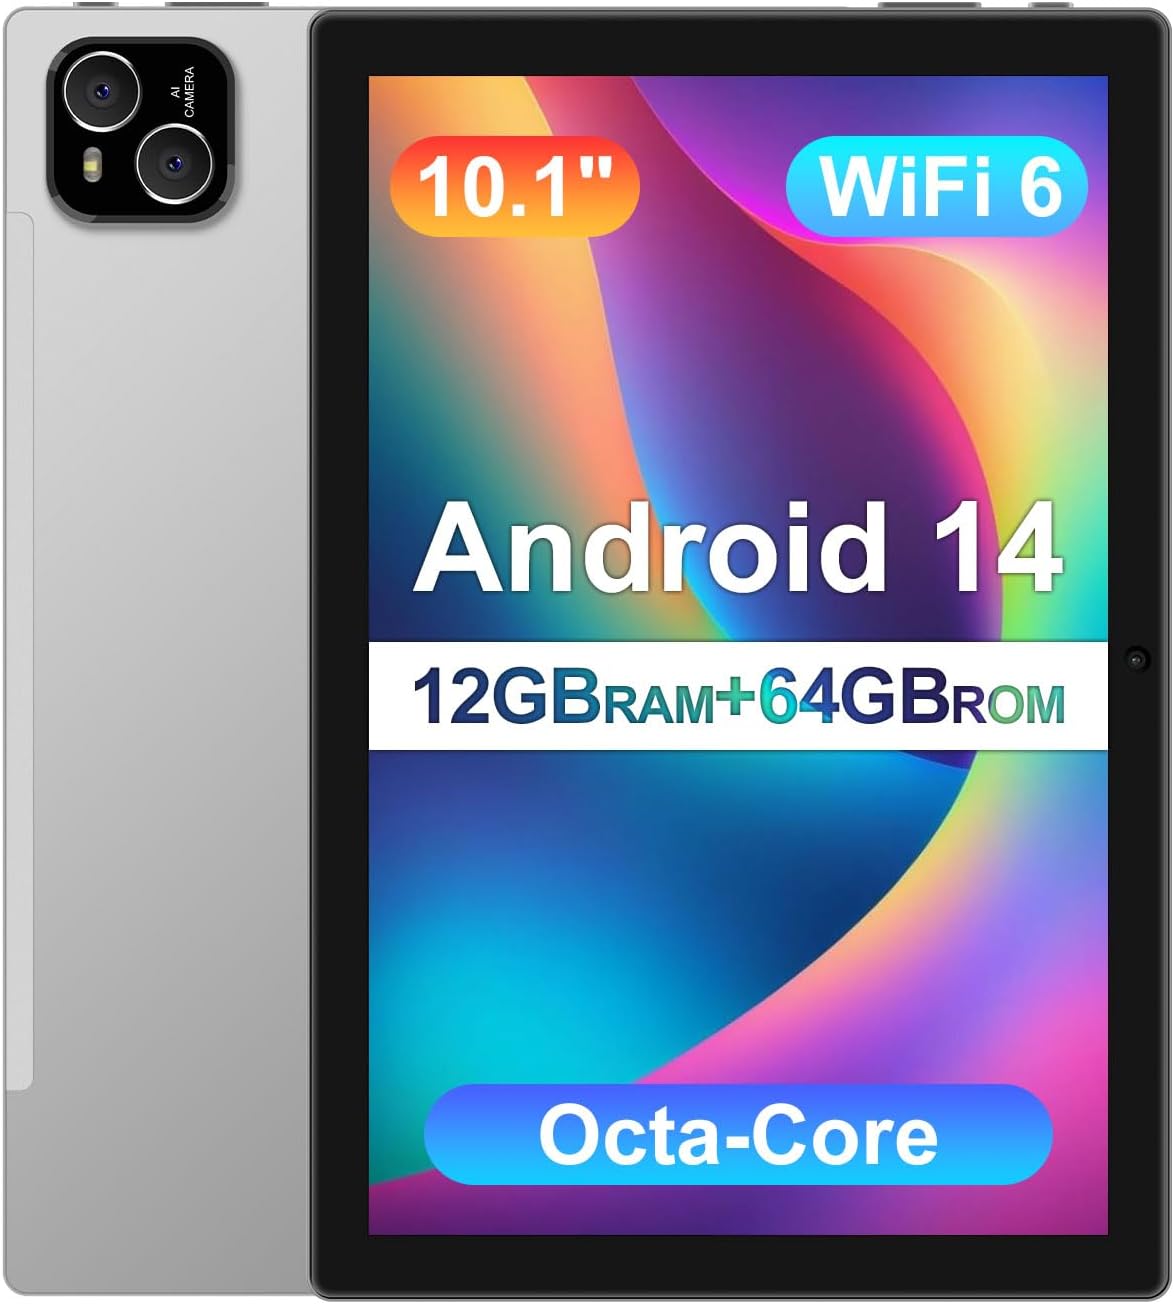 AI
CAMERA
10.1"
WiFi 6
Android 14
12GBRAM+64GBROM
Octa-Core